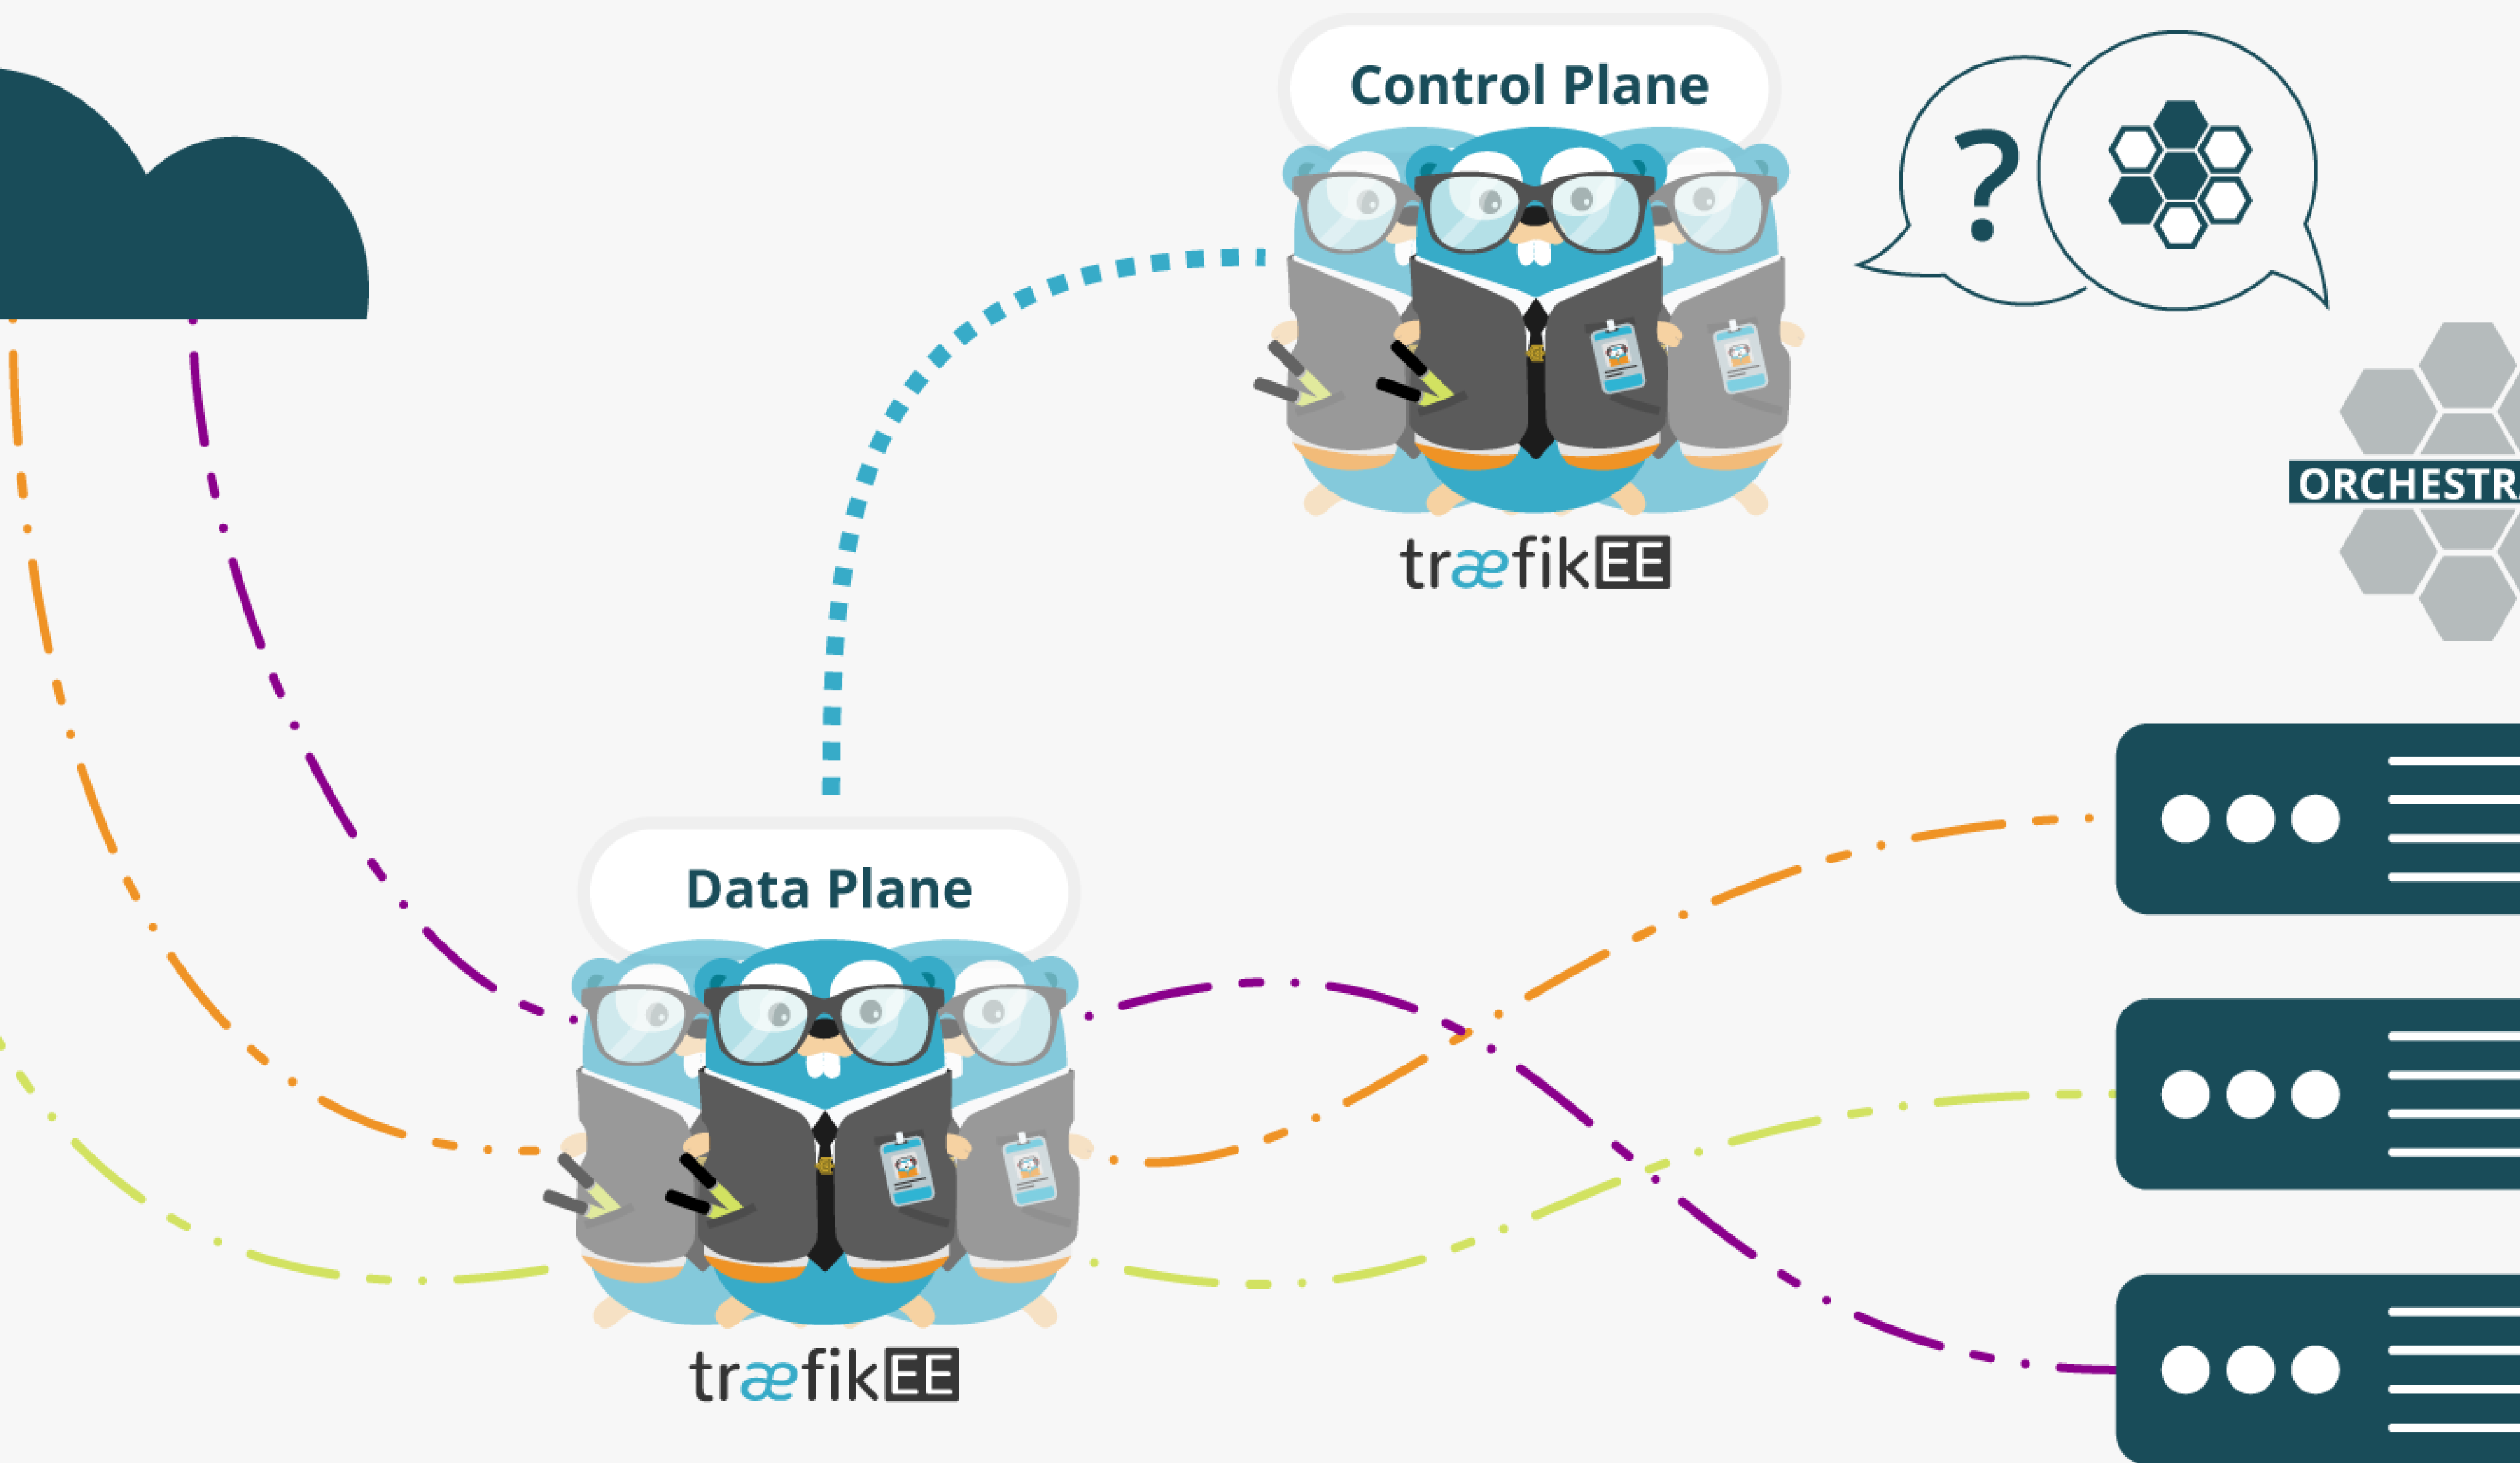 Control Plane
?
træfikEE
ORCHESTR
Data Plane
træfikEE